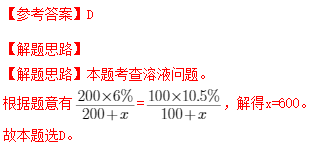 【参考答案】D
【解题思路】
【解题思路】本题考查溶液问题。
根据题意有 200×6%/200+x = 100×10.5%/100+x ，解得x=600。
故本题选D。